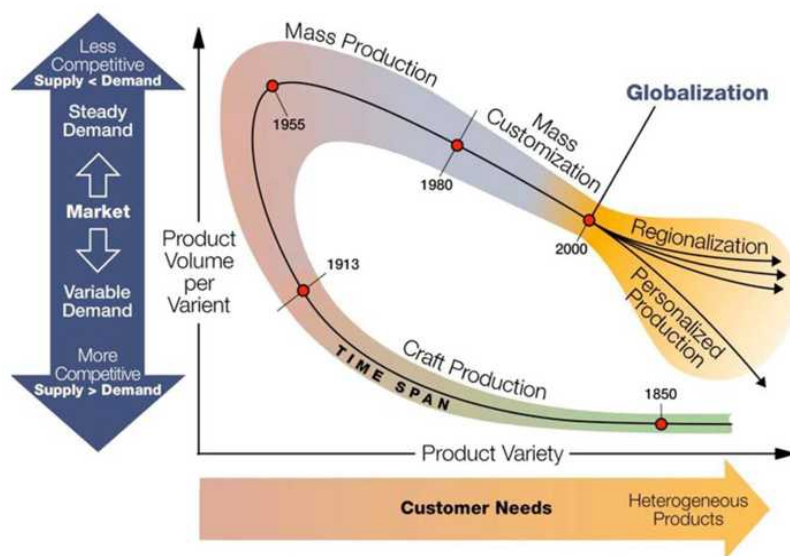 Less
Competitive
Supply < Demand
Steady
Demand
Market
Variable
Demand
More
Competitive
Supply > Demand
Product
Volume
per
Varient
Mass Production
1955
1980
Mass
Customization
Globalization
2000
Regionalization
Personalized
Production
1913
TIME SPAN
Craft Production
1850
Product Variety
Customer Needs
Heterogeneous
Products